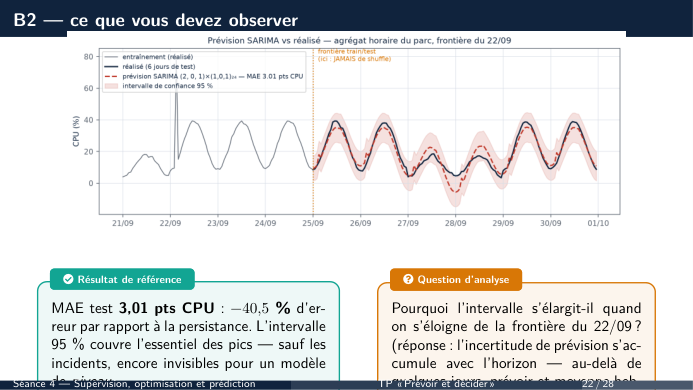 B2 — ce que vous devez observer
Prévision SARIMA vs réalisé — agrégat horaire du parc, frontière du 22/09
frontière train/test
(ici : JAMAIS de shuffle)
entraînement (réalisé)
réalisé (6 jours de test)
prévision SARIMA (2, 0, 1)×(1,0,1)₂₄ — MAE 3.01 pts CPU
intervalle de confiance 95 %
CPU (%)
80
60
40
20
0
21/09 22/09 23/09 24/09 25/09 26/09 27/09 28/09 29/09 30/09 01/10
Résultat de référence
MAE test 3,01 pts CPU : −40,5 % d'er-
reur par rapport à la persistance. L'intervalle
95 % couvre l'essentiel des pics — sauf les
incidents, encore invisibles pour un modèle
Question d'analyse
Pourquoi l'intervalle s'élargit-il quand
on s'éloigne de la frontière du 22/09 ?
(réponse : l'incertitude de prévision s'ac-
cumule avec l'horizon — au-delà de
Séance 4 — Supervision, optimisation et prédiction
TP « Prévoir et décider »
22 / 28